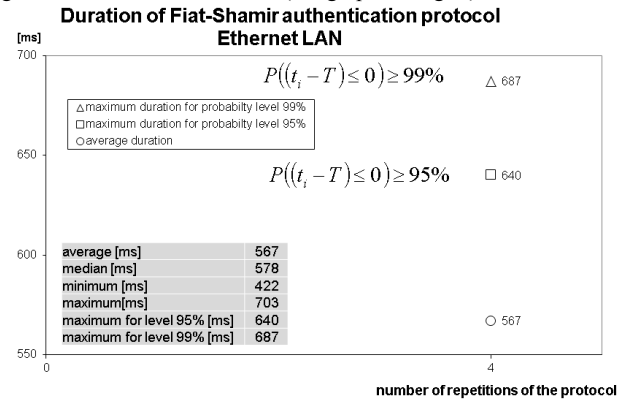 Duration of Fiat-Shamir authentication protocol
Ethernet LAN
[ms]
700
P((t_i – T) ≤ 0) ≥ 99%
△ 687
△maximum duration for probabilty level 99%
□maximum duration for probabilty level 95%
○average duration
650
P((t_i – T) ≤ 0) ≥ 95%
□ 640
600
average [ms] 567
median [ms] 578
minimum [ms] 422
maximum[ms] 703
maximum for level 95% [ms] 640
maximum for level 99% [ms] 687
○ 567
550
0
4
number of repetitions of the protocol